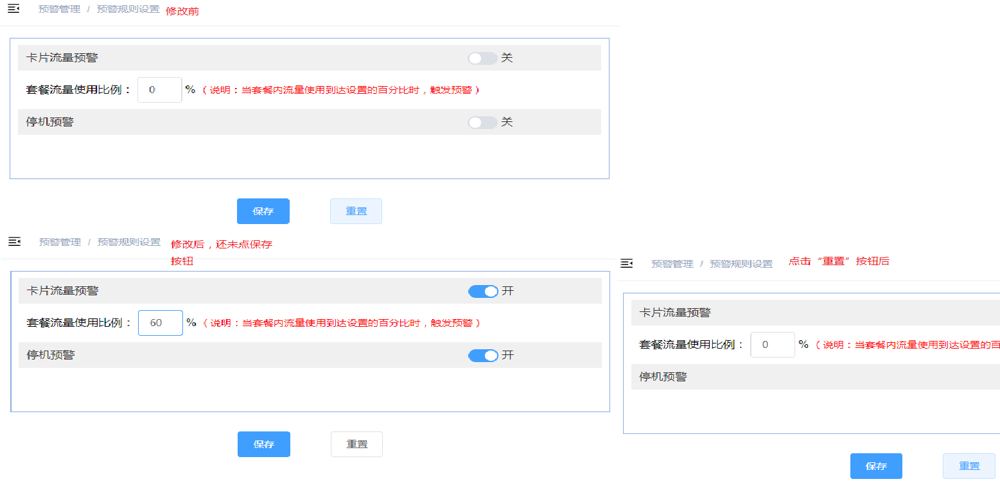 预警管理 / 预警规则设置 修改前
卡片流量预警 关
套餐流量使用比例： 0 %（说明：当套餐内流量使用到达设置的百分比时，触发预警）
停机预警 关
保存 重置
预警管理 / 预警规则设置 修改后，还未点保存
按钮
卡片流量预警 开
套餐流量使用比例： 60 %（说明：当套餐内流量使用到达设置的百分比时，触发预警）
停机预警 开
保存 重置
预警管理 / 预警规则设置 点击“重置”按钮后
卡片流量预警
套餐流量使用比例： 0 %（说明：当套餐内流量使用到达设置的百
停机预警
保存 重置